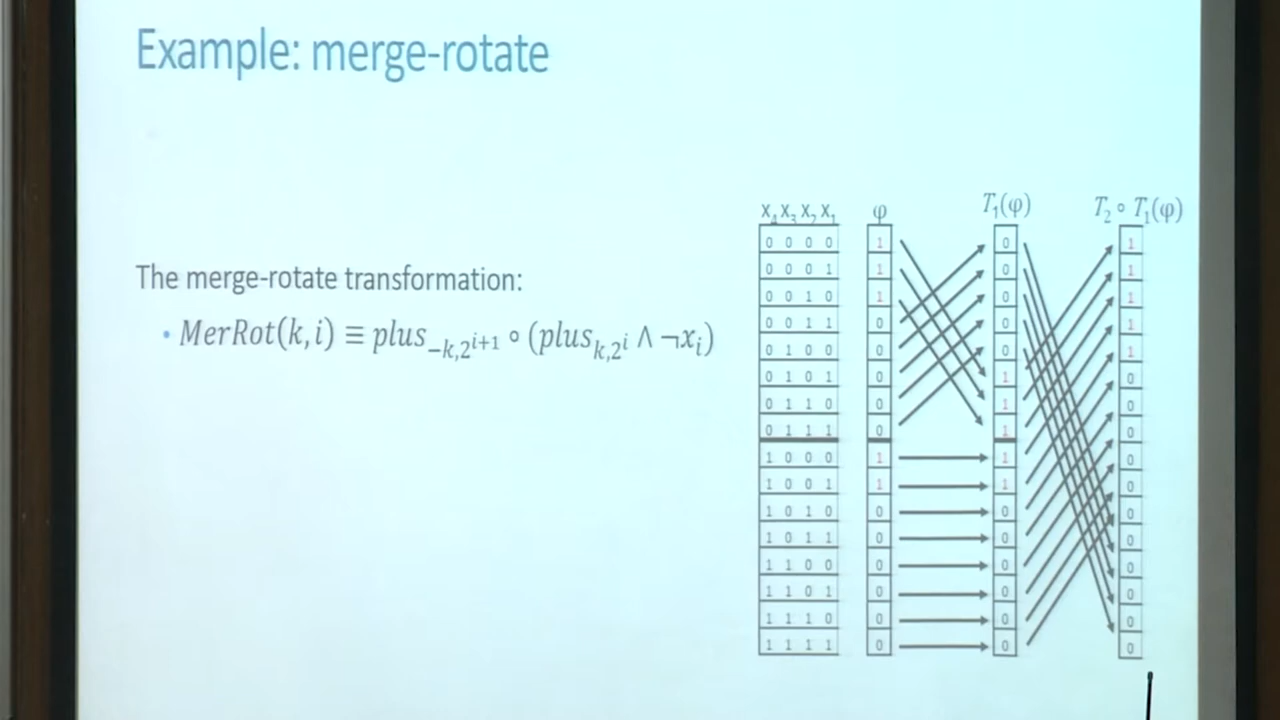 Example: merge-rotate
The merge-rotate transformation:
• MerRot(k,i) ≡ plus₋ₖ,₂ᵢ₊₁ ∘ (plusₖ,₂ᵢ ∧ ¬xᵢ)
x₄ x₃ x₂ x₁ φ T₁(φ) T₂ ∘ T₁(φ)
0 0 0 0 1 0 1
0 0 0 1 1 0 1
0 0 1 0 1 0 1
0 0 1 1 0 0 1
0 1 0 0 0 0 1
0 1 0 1 0 1 0
0 1 1 0 0 1 0
0 1 1 1 0 1 0
1 0 0 0 1 1 0
1 0 0 1 1 1 0
1 0 1 0 0 0 0
1 0 1 1 0 0 0
1 1 0 0 0 0 0
1 1 0 1 0 0 0
1 1 1 0 0 0 0
1 1 1 1 0 0 0